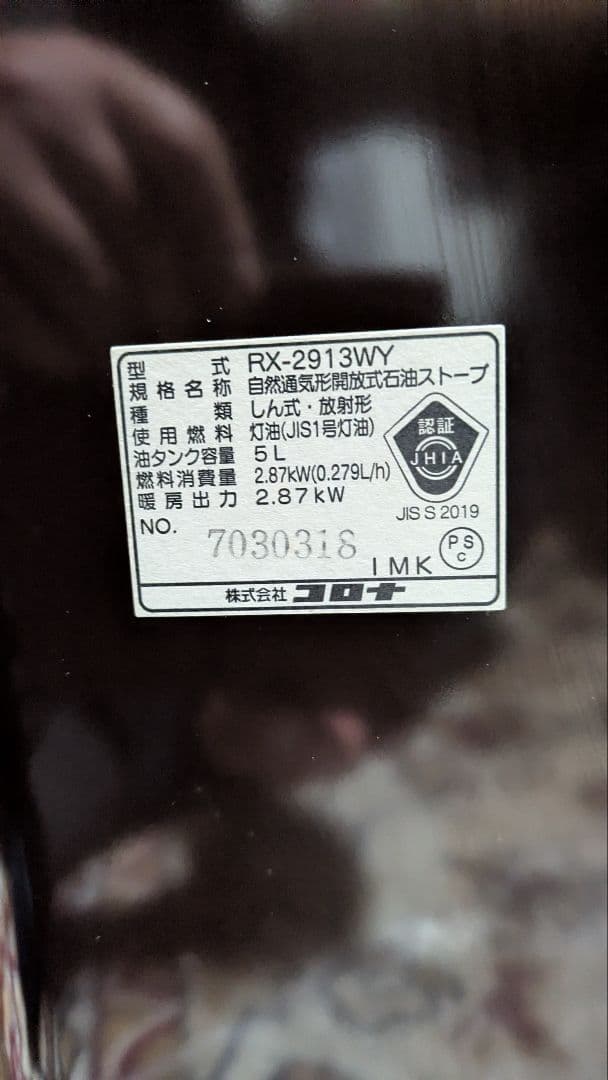 型式 RX-2913WY
規格名称 自然通気形開放式石油ストーブ
種類 しん式・放射形
使用燃料 灯油(JIS1号灯油)
油タンク容量 5L
燃料消費量 2.87kW(0.279L/h)
暖房出力 2.87kW
認証
JHIA
JIS S 2019
NO. 7030318
IMK
PS
C
株式会社 コロナ